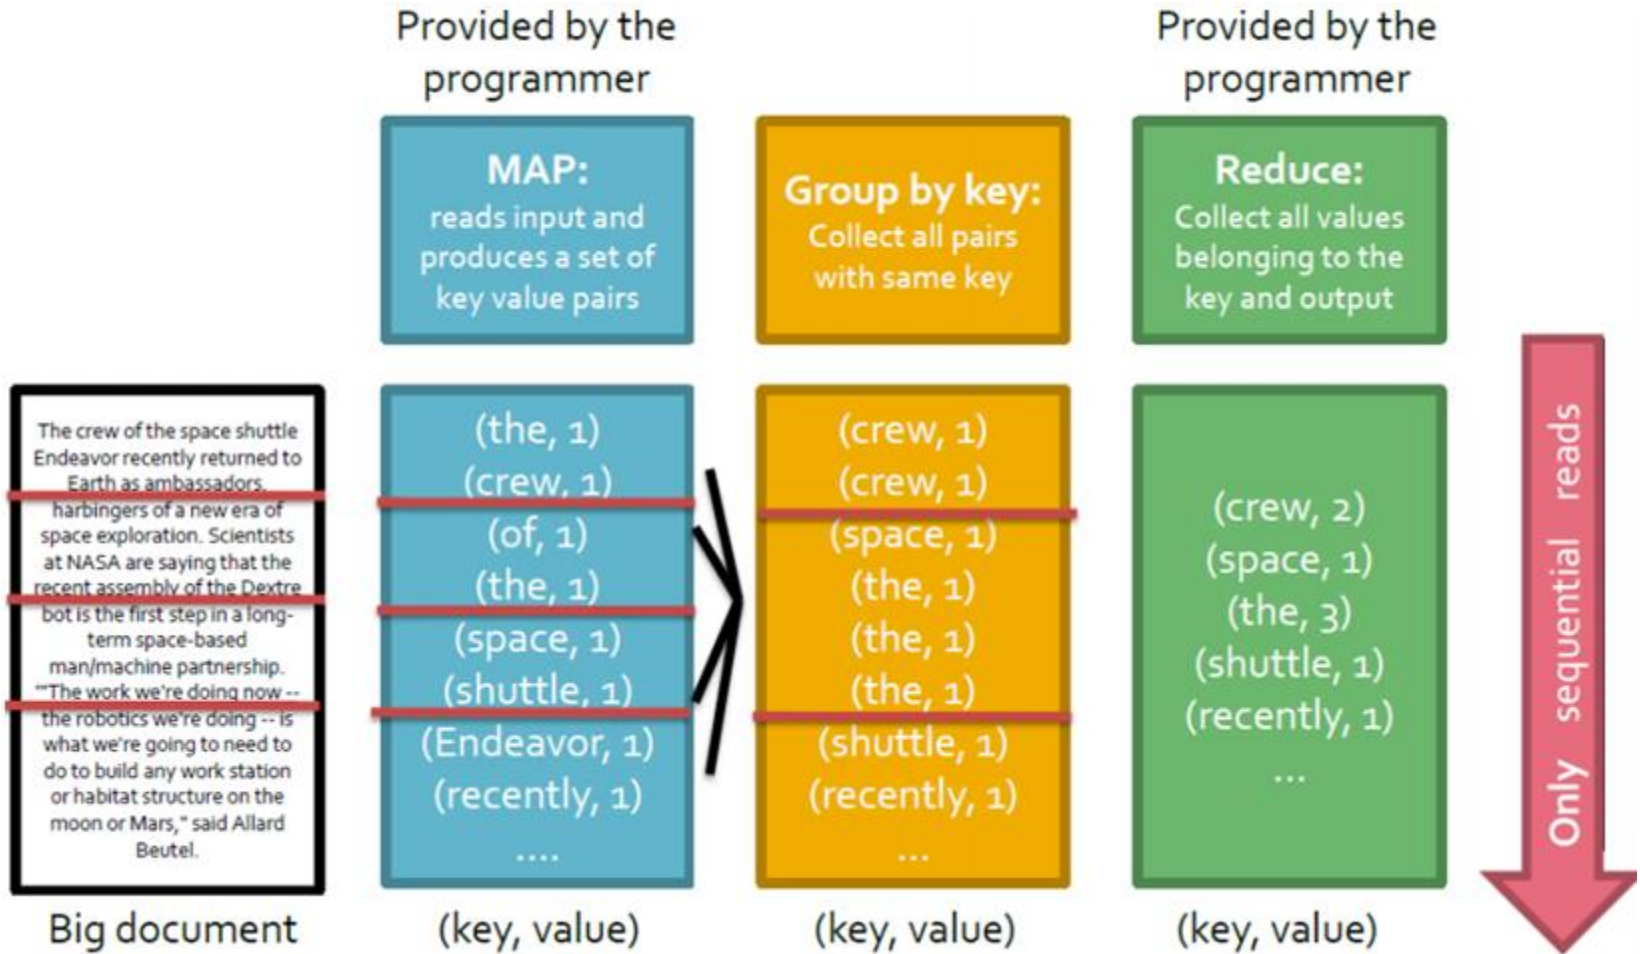 Provided by the
programmer
Provided by the
programmer
MAP:
reads input and
produces a set of
key value pairs
Group by key:
Collect all pairs
with same key
Reduce:
Collect all values
belonging to the
key and output
The crew of the space shuttle
Endeavor recently returned to
Earth as ambassadors,
harbingers of a new era of
space exploration. Scientists
at NASA are saying that the
recent assembly of the Dextre
bot is the first step in a long-
term space-based
man/machine partnership.
'"The work we're doing now --
the robotics we're doing -- is
what we're going to need to
do to build any work station
or habitat structure on the
moon or Mars," said Allard
Beutel.
Big document
(the, 1)
(crew, 1)
(of, 1)
(the, 1)
(space, 1)
(shuttle, 1)
(Endeavor, 1)
(recently, 1)
....
(key, value)
(crew, 1)
(crew, 1)
(space, 1)
(the, 1)
(the, 1)
(the, 1)
(shuttle, 1)
(recently, 1)
...
(key, value)
(crew, 2)
(space, 1)
(the, 3)
(shuttle, 1)
(recently, 1)
...
(key, value)
Only sequential reads